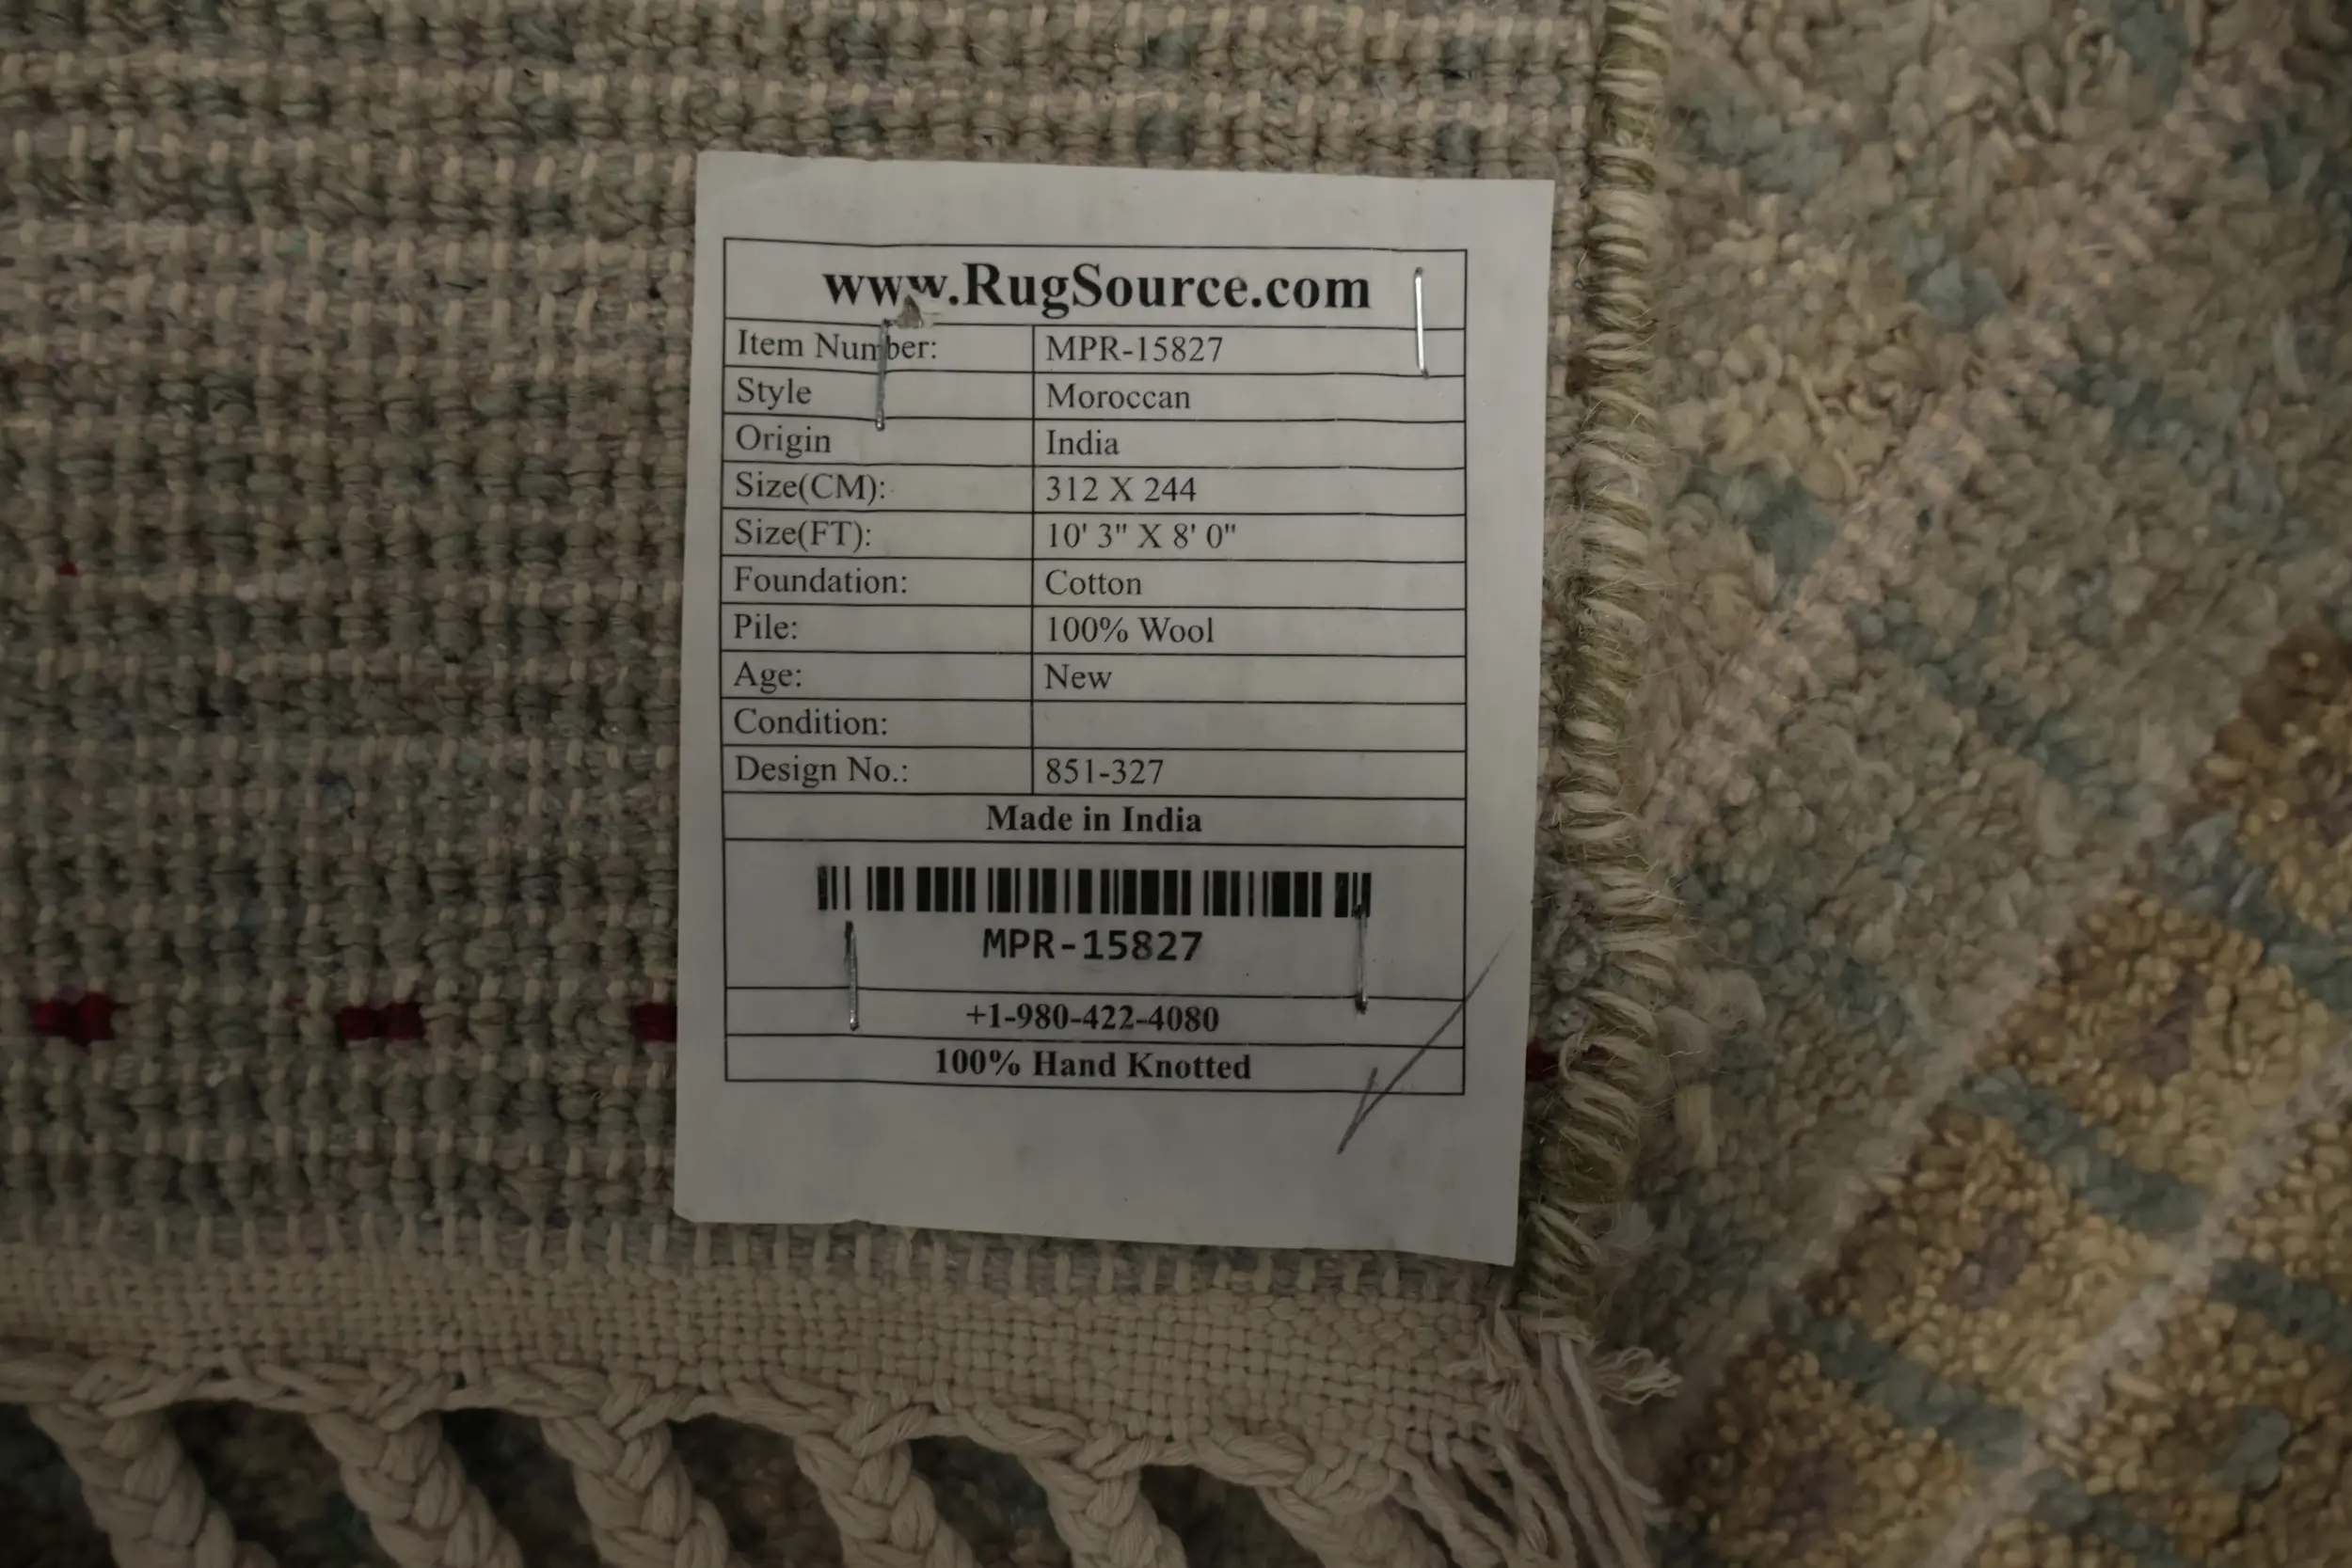 www.RugSource.com
Item Number: MPR-15827
Style Moroccan
Origin India
Size(CM): 312 X 244
Size(FT): 10' 3" X 8' 0"
Foundation: Cotton
Pile: 100% Wool
Age: New
Condition:
Design No.: 851-327
Made in India
MPR-15827
+1-980-422-4080
100% Hand Knotted